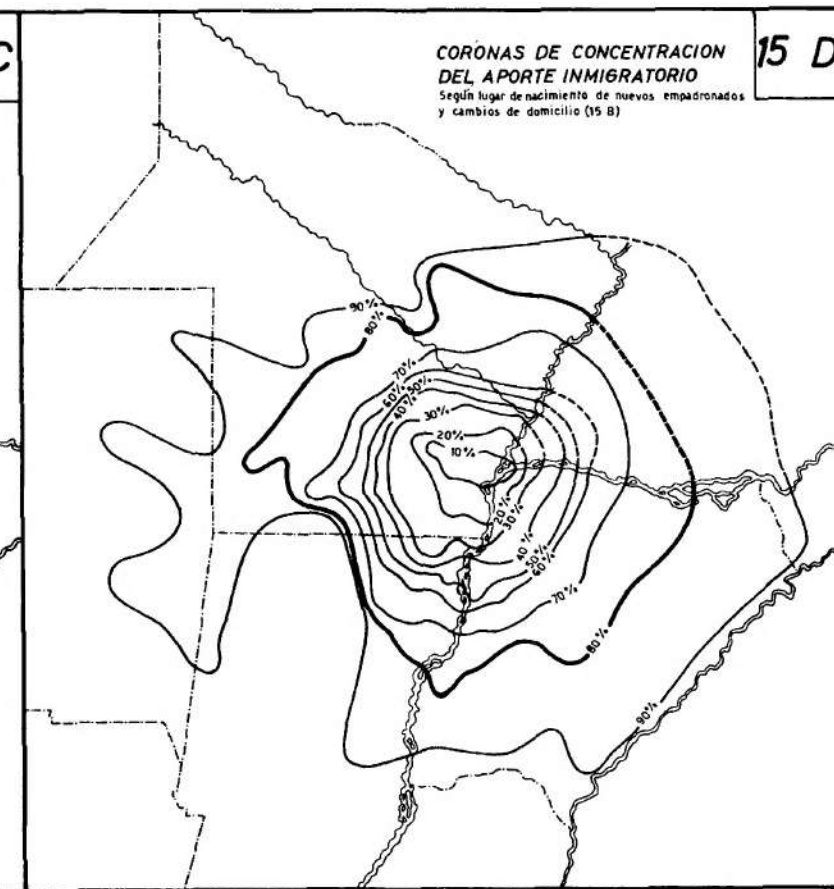 C
CORONAS DE CONCENTRACION
DEL APORTE INMIGRATORIO
Según lugar de nacimiento de nuevos empadronados
y cambios de domicilio (15 B)
15 D
90%
80%
70%
60%
50%
40%
30%
20%
10%
20%
30%
40%
50%
60%
70%
80%
90%